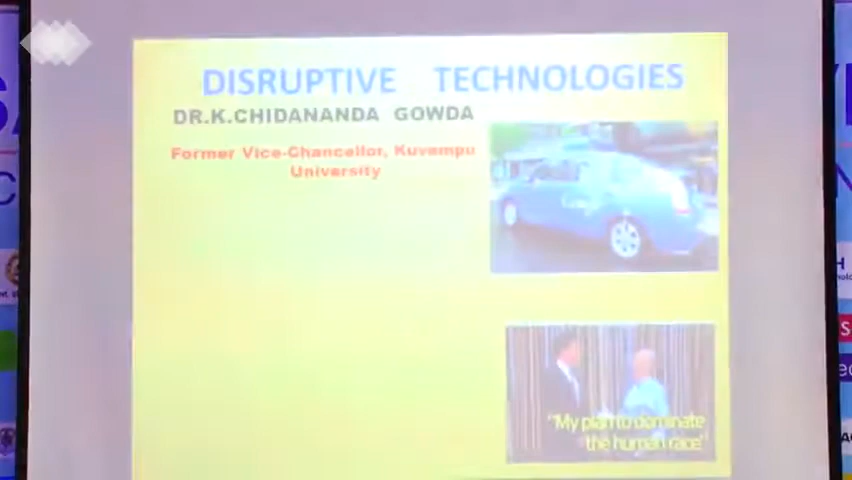 DISRUPTIVE TECHNOLOGIES
DR.K.CHIDANANDA GOWDA
Former Vice-Chancellor, Kuvempu
University
"My plan to dominate
the human race"